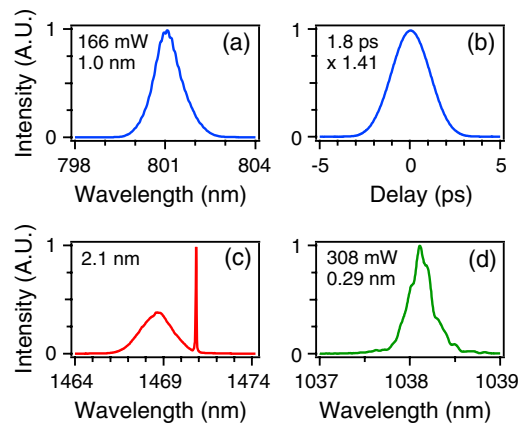 Intensity (A.U.)
1
0
166 mW
1.0 nm
(a)
798
801
804
Wavelength (nm)
1
0
1.8 ps
x 1.41
(b)
-5
0
5
Delay (ps)
Intensity (A.U.)
1
0
2.1 nm
(c)
1464
1469
1474
Wavelength (nm)
1
0
308 mW
0.29 nm
(d)
1037
1038
1039
Wavelength (nm)